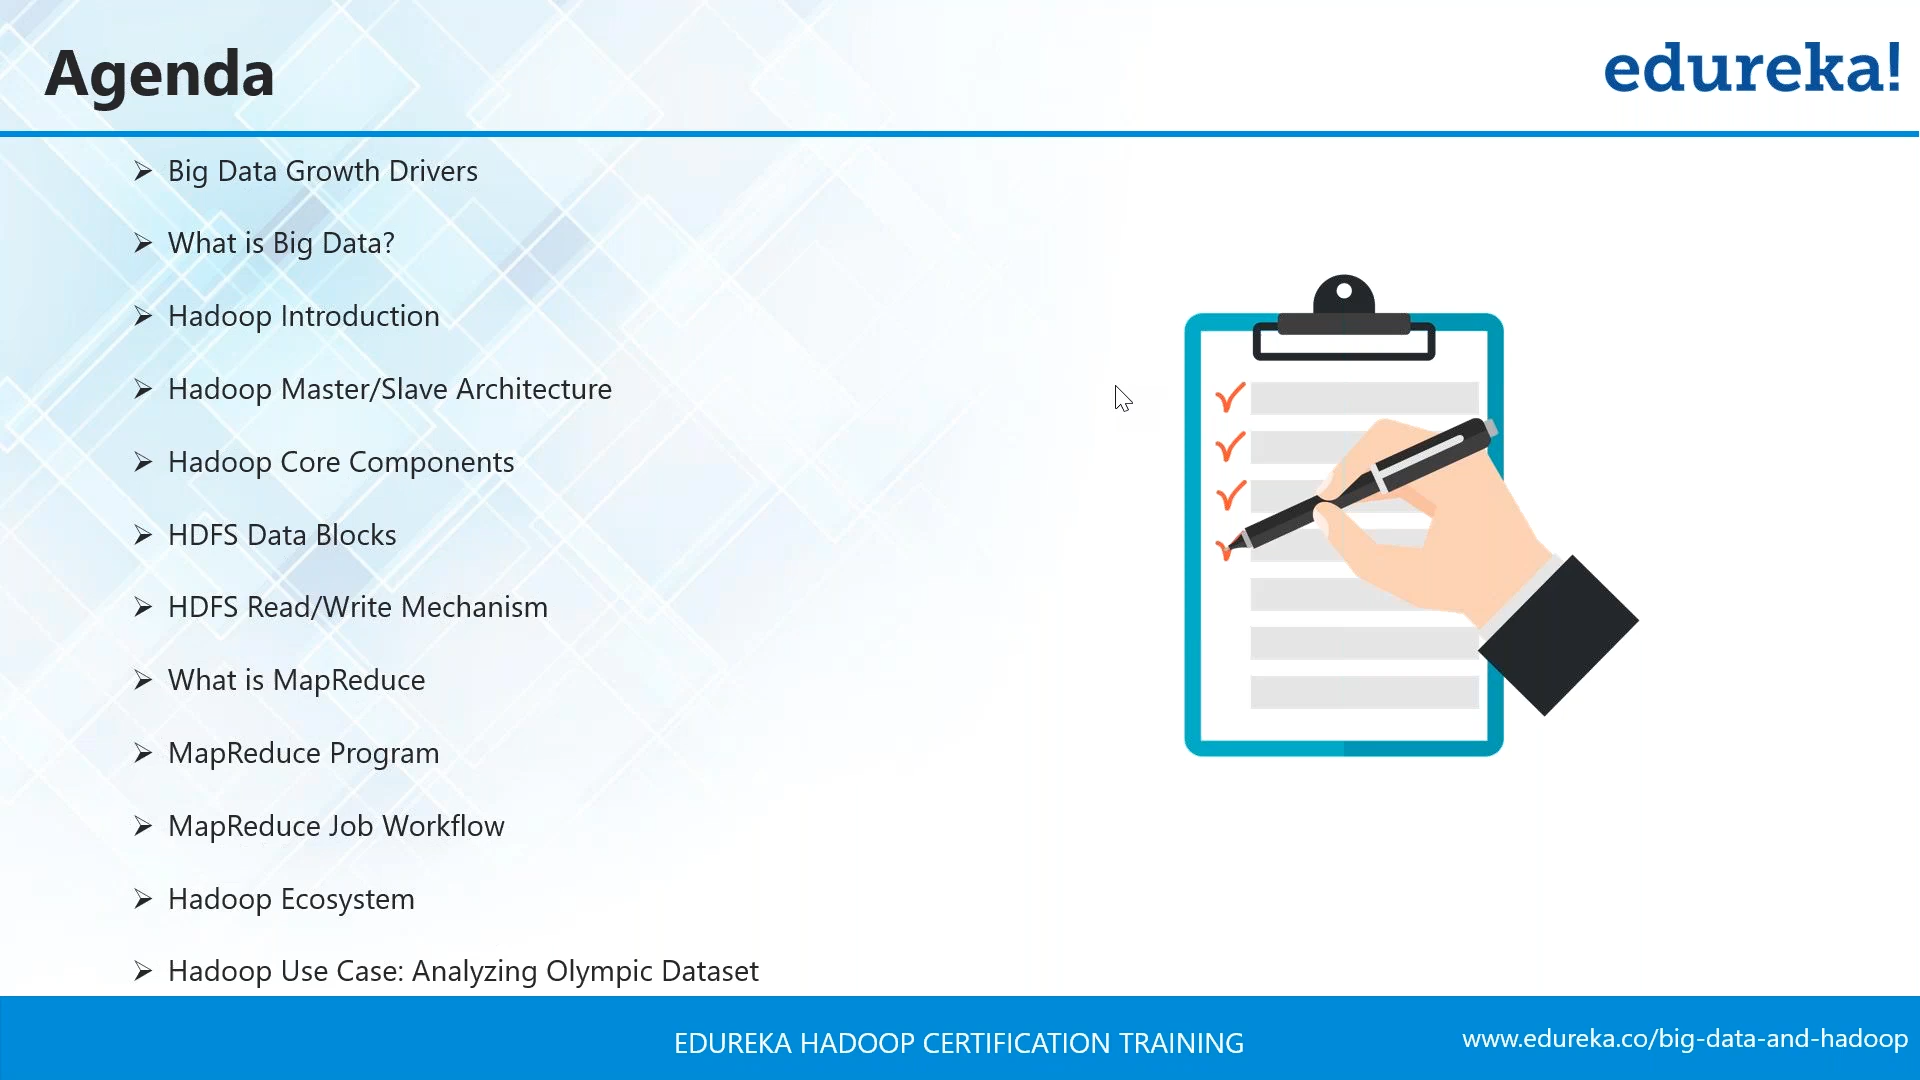 Agenda
edureka!
Big Data Growth Drivers
What is Big Data?
Hadoop Introduction
Hadoop Master/Slave Architecture
Hadoop Core Components
HDFS Data Blocks
HDFS Read/Write Mechanism
What is MapReduce
MapReduce Program
MapReduce Job Workflow
Hadoop Ecosystem
Hadoop Use Case: Analyzing Olympic Dataset
EDUREKA HADOOP CERTIFICATION TRAINING
www.edureka.co/big-data-and-hadoop